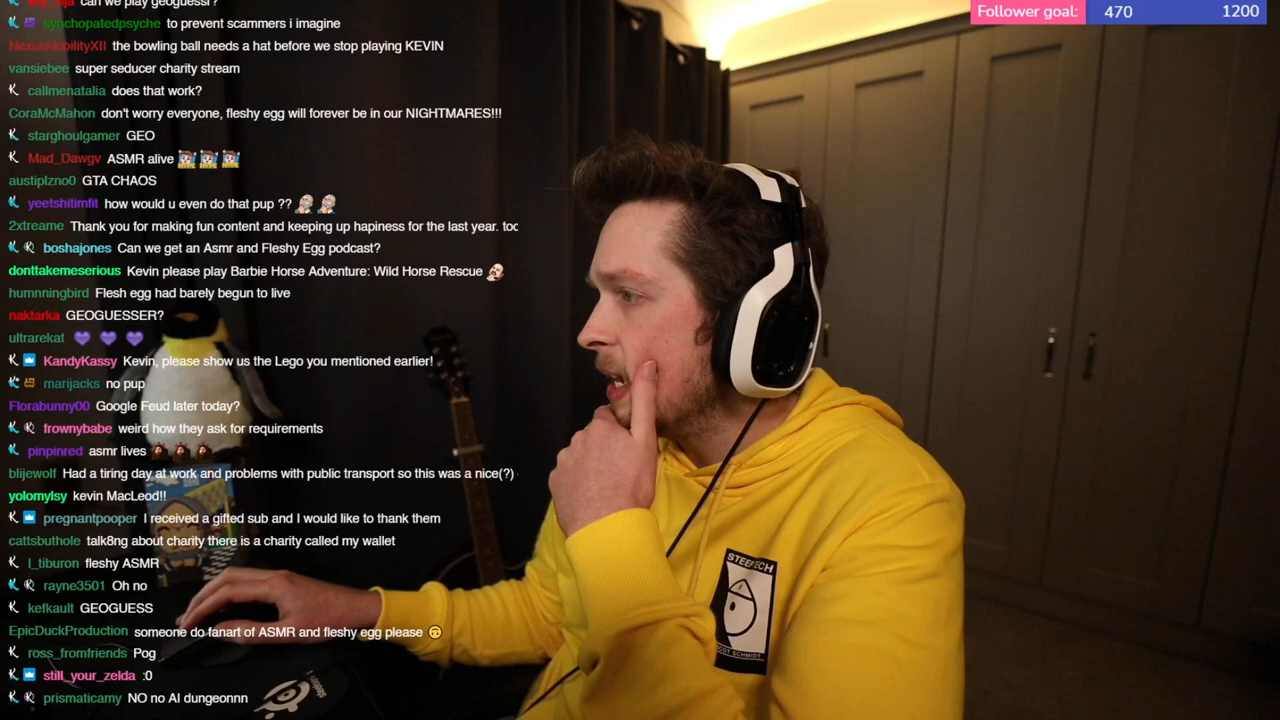 can we play geoguessr?
synchopatedpsyche to prevent scammers i imagine
NexusNobilityXII the bowling ball needs a hat before we stop playing KEVIN
vansiebee super seducer charity stream
callmenatalia does that work?
CoraMcMahon don't worry everyone, fleshy egg will forever be in our NIGHTMARES!!!
starghoulgamer GEO
Mad_Dawgv ASMR alive
austiplzno0 GTA CHAOS
yeetshitimfit how would u even do that pup ??
2xtreame Thank you for making fun content and keeping up hapiness for the last year. too
boshajones Can we get an Asmr and Fleshy Egg podcast?
donttakemeserious Kevin please play Barbie Horse Adventure: Wild Horse Rescue
humnningbird Flesh egg had barely begun to live
naktarka GEOGUESSER?
ultrarekat
KandyKassy Kevin, please show us the Lego you mentioned earlier!
marijacks no pup
Florabunny00 Google Feud later today?
frownybabe weird how they ask for requirements
pinpinred asmr lives
blijewolf Had a tiring day at work and problems with public transport so this was a nice(?)
yolomylsy kevin MacLeod!!
pregnantpooper I received a gifted sub and I would like to thank them
cattsbuthole talk8ng about charity there is a charity called my wallet
l_tiburon fleshy ASMR
rayne3501 Oh no
kefkault GEOGUESS
EpicDuckProduction someone do fanart of ASMR and fleshy egg please
ross_fromfriends Pog
still_your_zelda :0
prismaticamy NO no AI dungeonnn
Follower goal: 470 1200